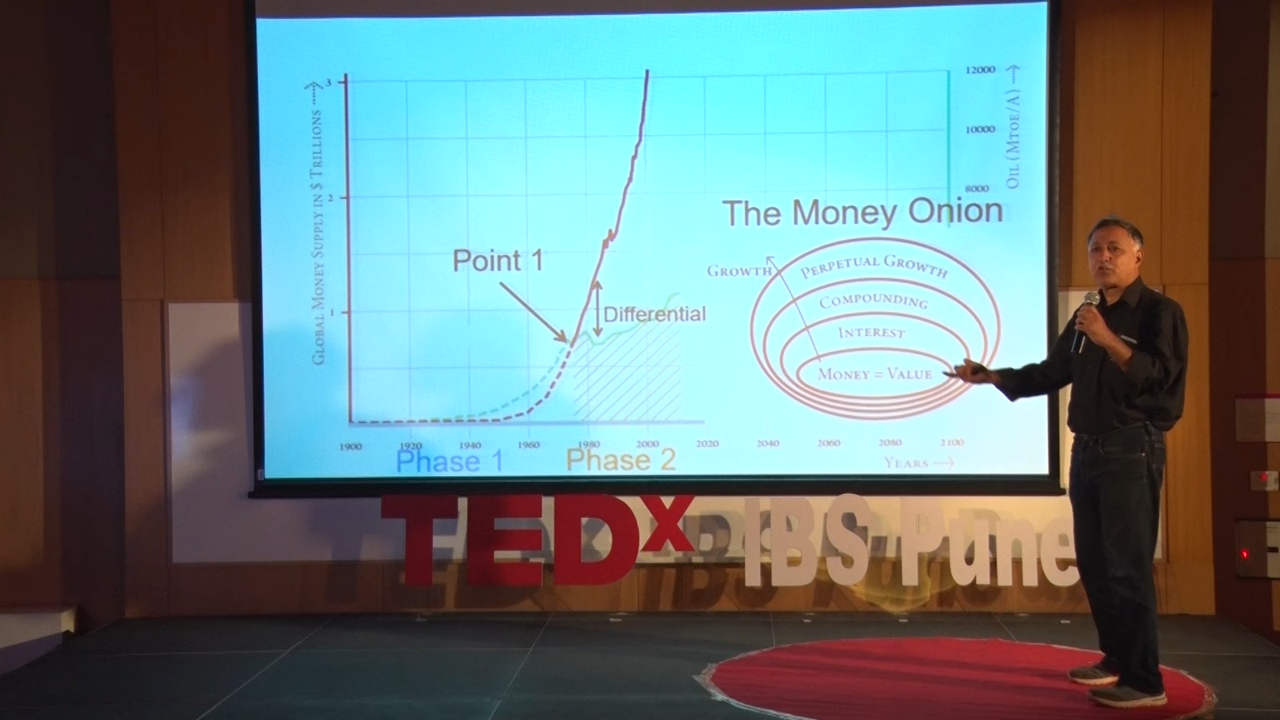 GLOBAL MONEY SUPPLY IN $ TRILLIONS
3
2
1
Point 1
Differential
The Money Onion
GROWTH
PERPETUAL GROWTH
COMPOUNDING
INTEREST
MONEY = VALUE
12000
10000
8000
OIL (MTOE/A)
1900 1920 1940 1960 1980 2000 2020 2040 2060 2080 2100
Phase 1 Phase 2
YEARS
TEDx IBS Pune